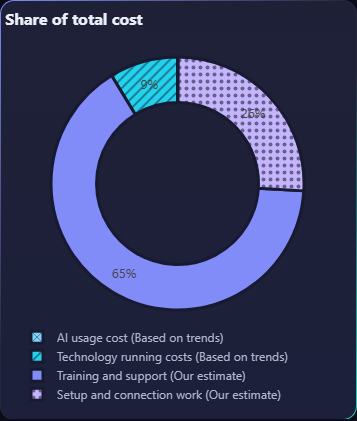 Share of total cost
9%
26%
65%
AI usage cost (Based on trends)
Technology running costs (Based on trends)
Training and support (Our estimate)
Setup and connection work (Our estimate)